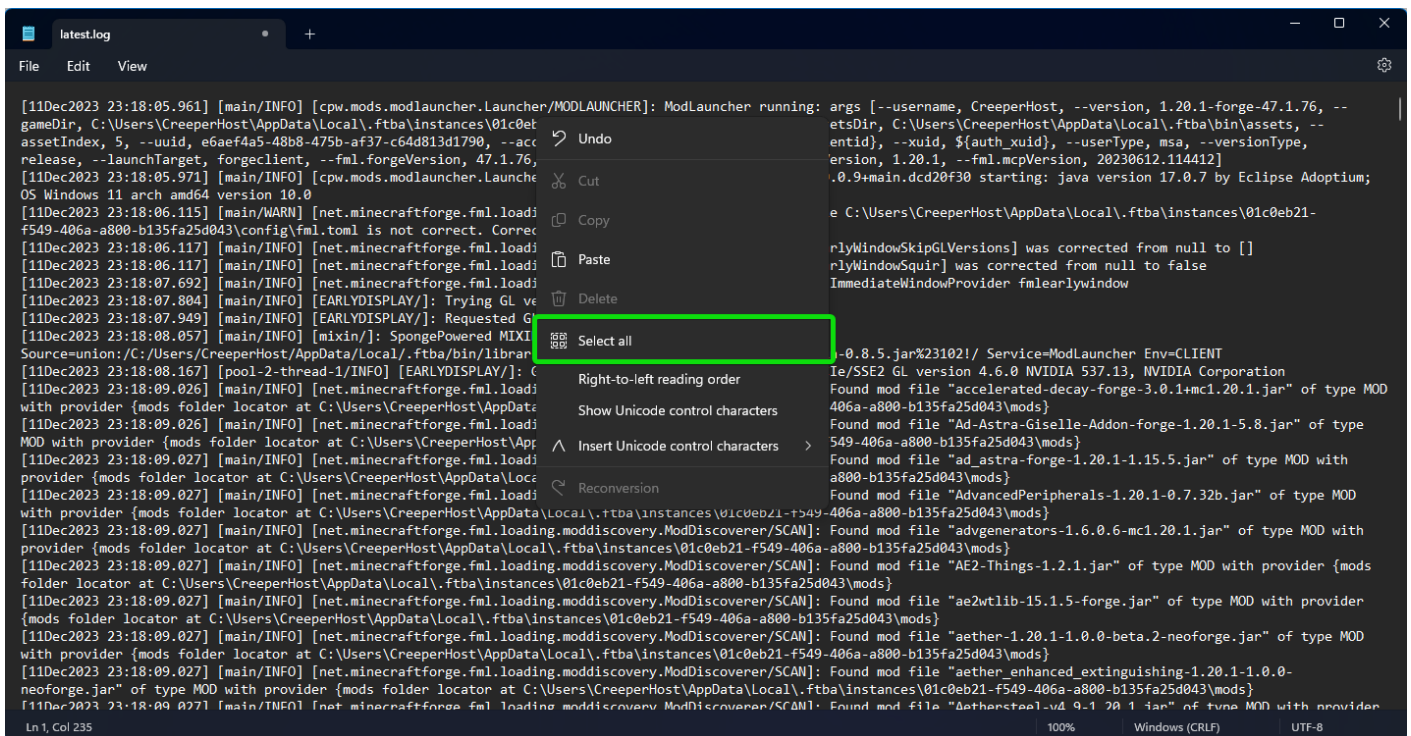 latest.log
File Edit View
[11Dec2023 23:18:05.961] [main/INFO] [cpw.mods.modlauncher.Launcher/MODLAUNCHER]: ModLauncher running: args [--username, CreeperHost, --version, 1.20.1-forge-47.1.76, --
gameDir, C:\Users\CreeperHost\AppData\Local\.ftba\instances\01c0eb etsDir, C:\Users\CreeperHost\AppData\Local\.ftba\bin\assets, --
assetIndex, 5, --uuid, e6aef4a5-48b8-475b-af37-c64d813d1790, --acc entid}, --xuid, ${auth_xuid}, --userType, msa, --versionType,
release, --launchTarget, forgeclient, --fml.forgeVersion, 47.1.76, ersion, 1.20.1, --fml.mcpVersion, 20230612.114412]
[11Dec2023 23:18:05.971] [main/INFO] [cpw.mods.modlauncher.Launche .0.9+main.dcd20f30 starting: java version 17.0.7 by Eclipse Adoptium;
OS Windows 11 arch amd64 version 10.0
[11Dec2023 23:18:06.115] [main/WARN] [net.minecraftforge.fml.loadi e C:\Users\CreeperHost\AppData\Local\.ftba\instances\01c0eb21-
f549-406a-a800-b135fa25d043\config\fml.toml is not correct. Correc
[11Dec2023 23:18:06.117] [main/INFO] [net.minecraftforge.fml.loadi rlyWindowSkipGLVersions] was corrected from null to []
[11Dec2023 23:18:06.117] [main/INFO] [net.minecraftforge.fml.loadi rlyWindowSquir] was corrected from null to false
[11Dec2023 23:18:07.692] [main/INFO] [net.minecraftforge.fml.loadi ImmediateWindowProvider fmlearlywindow
[11Dec2023 23:18:07.804] [main/INFO] [EARLYDISPLAY/]: Trying GL ve
[11Dec2023 23:18:07.949] [main/INFO] [EARLYDISPLAY/]: Requested G
[11Dec2023 23:18:08.057] [main/INFO] [mixin/]: SpongePowered MIXI
Source=union:/C:/Users/CreeperHost/AppData/Local/.ftba/bin/librar -0.8.5.jar%23102!/ Service=ModLauncher Env=CLIENT
[11Dec2023 23:18:08.167] [pool-2-thread-1/INFO] [EARLYDISPLAY/]: Ie/SSE2 GL version 4.6.0 NVIDIA 537.13, NVIDIA Corporation
[11Dec2023 23:18:09.026] [main/INFO] [net.minecraftforge.fml.loadi Found mod file "accelerated-decay-forge-3.0.1+mc1.20.1.jar" of type MOD
with provider {mods folder locator at C:\Users\CreeperHost\AppData 406a-a800-b135fa25d043\mods}
[11Dec2023 23:18:09.026] [main/INFO] [net.minecraftforge.fml.loadi Found mod file "Ad-Astra-Giselle-Addon-forge-1.20.1-5.8.jar" of type
MOD with provider {mods folder locator at C:\Users\CreeperHost\App 549-406a-a800-b135fa25d043\mods}
[11Dec2023 23:18:09.027] [main/INFO] [net.minecraftforge.fml.loadi Found mod file "ad_astra-forge-1.20.1-1.15.5.jar" of type MOD with
provider {mods folder locator at C:\Users\CreeperHost\AppData\Loca a800-b135fa25d043\mods}
[11Dec2023 23:18:09.027] [main/INFO] [net.minecraftforge.fml.loadi Found mod file "AdvancedPeripherals-1.20.1-0.7.32b.jar" of type MOD
with provider {mods folder locator at C:\Users\CreeperHost\AppData\Local\.ftba\instances\01c0eb21-f549-406a-a800-b135fa25d043\mods}
[11Dec2023 23:18:09.027] [main/INFO] [net.minecraftforge.fml.loading.moddiscovery.ModDiscoverer/SCAN]: Found mod file "advgenerators-1.6.0.6-mc1.20.1.jar" of type MOD with
provider {mods folder locator at C:\Users\CreeperHost\AppData\Local\.ftba\instances\01c0eb21-f549-406a-a800-b135fa25d043\mods}
[11Dec2023 23:18:09.027] [main/INFO] [net.minecraftforge.fml.loading.moddiscovery.ModDiscoverer/SCAN]: Found mod file "AE2-Things-1.2.1.jar" of type MOD with provider {mods
folder locator at C:\Users\CreeperHost\AppData\Local\.ftba\instances\01c0eb21-f549-406a-a800-b135fa25d043\mods}
[11Dec2023 23:18:09.027] [main/INFO] [net.minecraftforge.fml.loading.moddiscovery.ModDiscoverer/SCAN]: Found mod file "ae2wtlib-15.1.5-forge.jar" of type MOD with provider
{mods folder locator at C:\Users\CreeperHost\AppData\Local\.ftba\instances\01c0eb21-f549-406a-a800-b135fa25d043\mods}
[11Dec2023 23:18:09.027] [main/INFO] [net.minecraftforge.fml.loading.moddiscovery.ModDiscoverer/SCAN]: Found mod file "aether-1.20.1-1.0.0-beta.2-neoforge.jar" of type MOD
with provider {mods folder locator at C:\Users\CreeperHost\AppData\Local\.ftba\instances\01c0eb21-f549-406a-a800-b135fa25d043\mods}
[11Dec2023 23:18:09.027] [main/INFO] [net.minecraftforge.fml.loading.moddiscovery.ModDiscoverer/SCAN]: Found mod file "aether_enhanced_extinguishing-1.20.1-1.0.0-
neoforge.jar" of type MOD with provider {mods folder locator at C:\Users\CreeperHost\AppData\Local\.ftba\instances\01c0eb21-f549-406a-a800-b135fa25d043\mods}
[11Dec2023 23:18:09.027] [main/INFO] [net.minecraftforge.fml.loading.moddiscovery.ModDiscoverer/SCAN]: Found mod file "Aethersteel-v4.9-1.20.1.jar" of type MOD with provider
Undo
Cut
Copy
Paste
Delete
Select all
Right-to-left reading order
Show Unicode control characters
Insert Unicode control characters
Reconversion
Ln 1, Col 235
100%
Windows (CRLF)
UTF-8